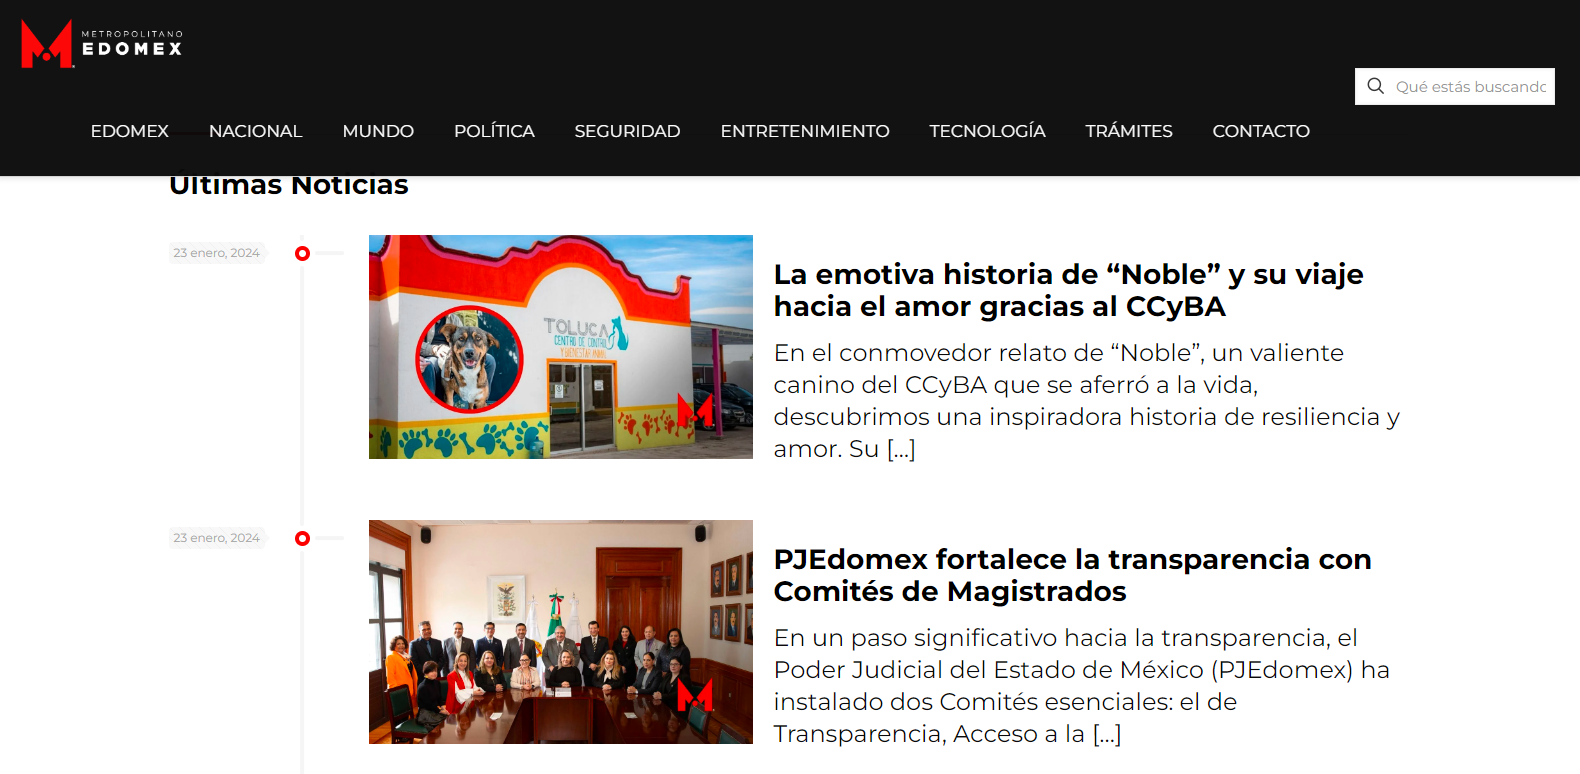 METROPOLITANO
EDOMEX
Qué estás buscando
EDOMEX NACIONAL MUNDO POLÍTICA SEGURIDAD ENTRETENIMIENTO TECNOLOGÍA TRÁMITES CONTACTO
Últimas Noticias
23 enero, 2024
TOLUCA
CENTRO DE CONTROL
Y BIENESTAR ANIMAL
La emotiva historia de “Noble” y su viaje
hacia el amor gracias al CCyBA
En el conmovedor relato de “Noble”, un valiente
canino del CCyBA que se aferró a la vida,
descubrimos una inspiradora historia de resiliencia y
amor. Su [...]
23 enero, 2024
PJEdomex fortalece la transparencia con
Comités de Magistrados
En un paso significativo hacia la transparencia, el
Poder Judicial del Estado de México (PJEdomex) ha
instalado dos Comités esenciales: el de
Transparencia, Acceso a la [...]